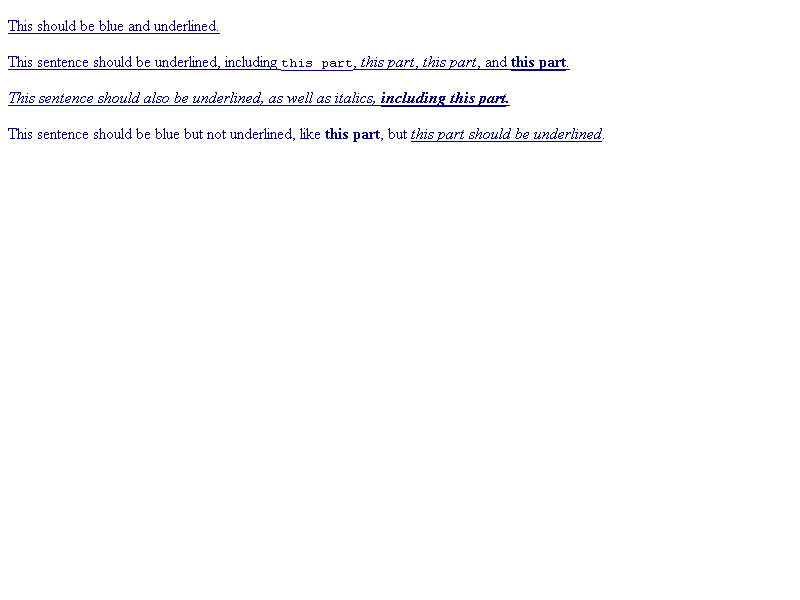 This should be blue and underlined.
This sentence should be underlined, including this part, this part, this part, and this part.
This sentence should also be underlined, as well as italics, including this part.
This sentence should be blue but not underlined, like this part, but this part should be underlined.